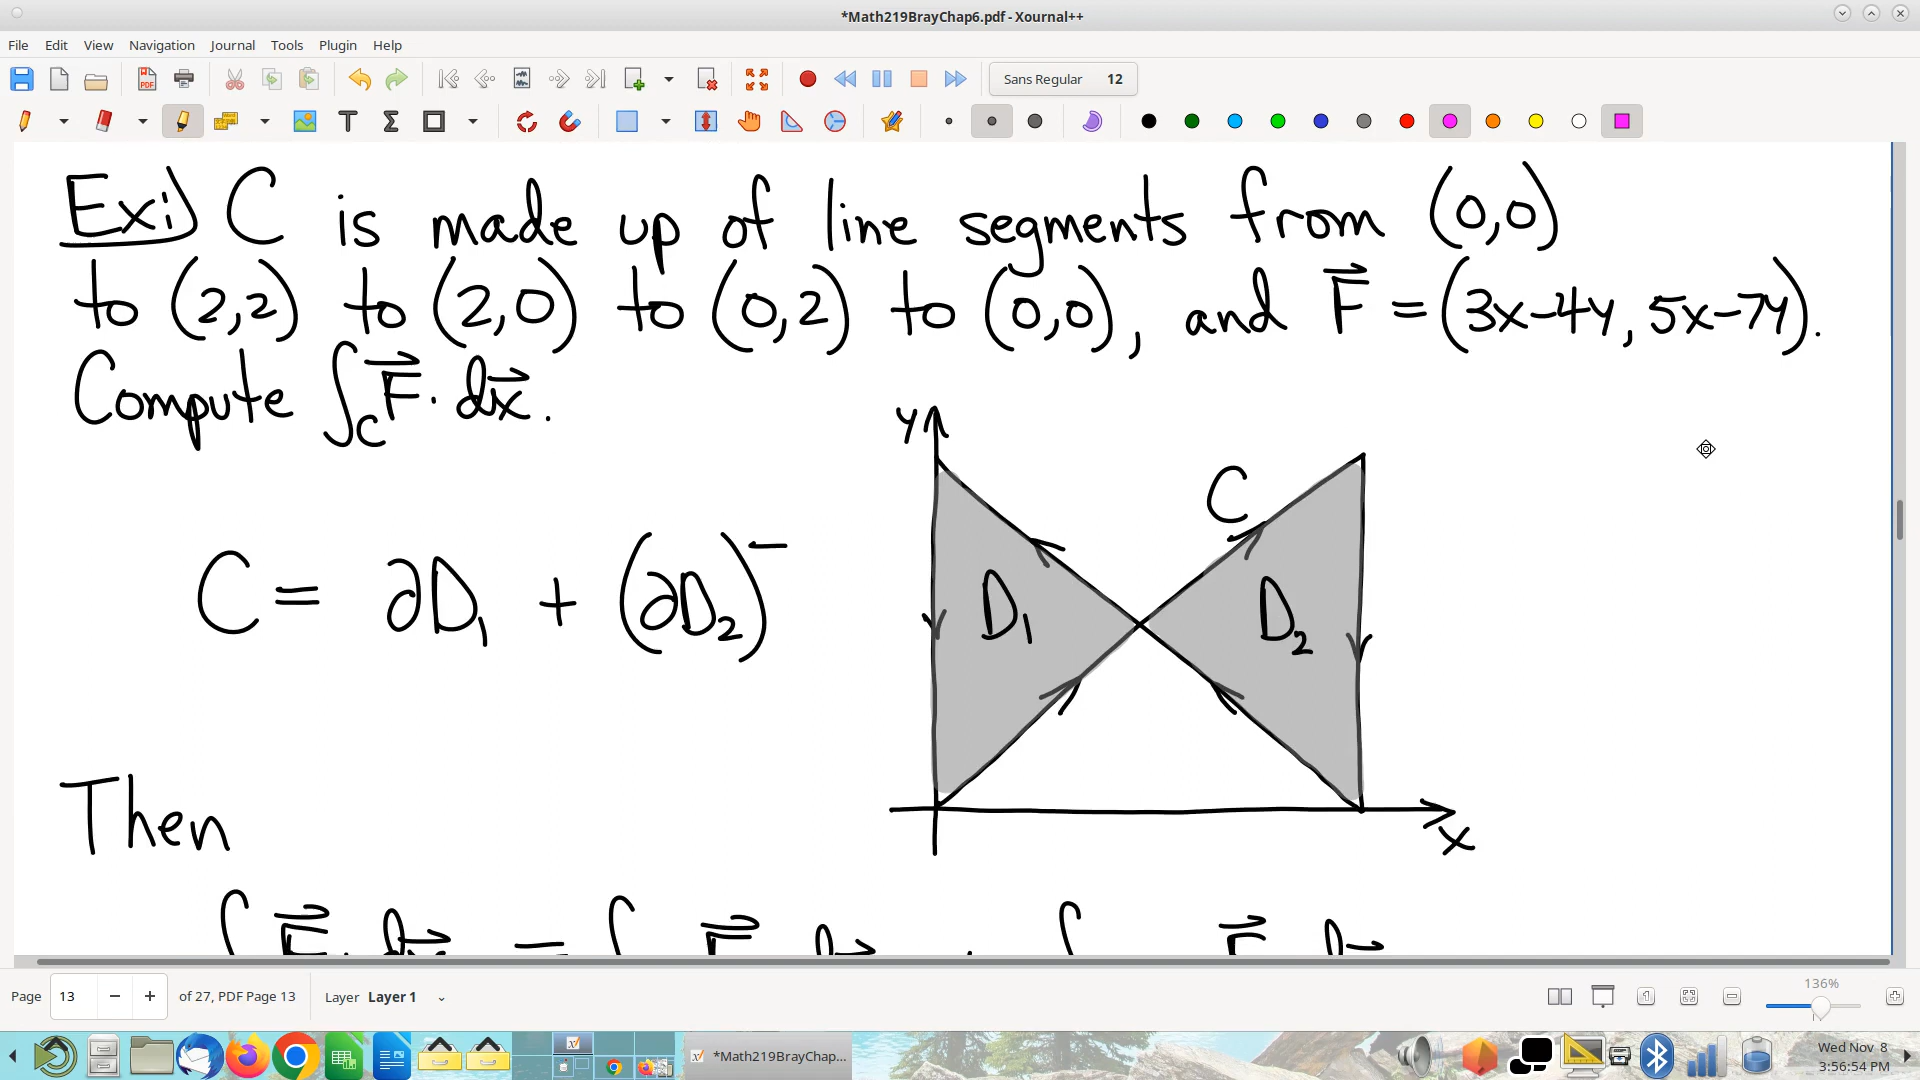 *Math219BrayChap6.pdf - Xournal++
File Edit View Navigation Journal Tools Plugin Help
Sans Regular 12
Ex:) C is made up of line segments from (0,0)
to (2,2) to (2,0) to (0,2) to (0,0), and F⃗ = (3x-4y, 5x-7y).
Compute ∫_C F⃗ · dx⃗.
y
C
C = ∂D₁ + (∂D₂)⁻
D₁
D₂
Then
x
Page 13 of 27, PDF Page 13 Layer Layer 1
136%
*Math219BrayChap...
Wed Nov 8
3:56:54 PM